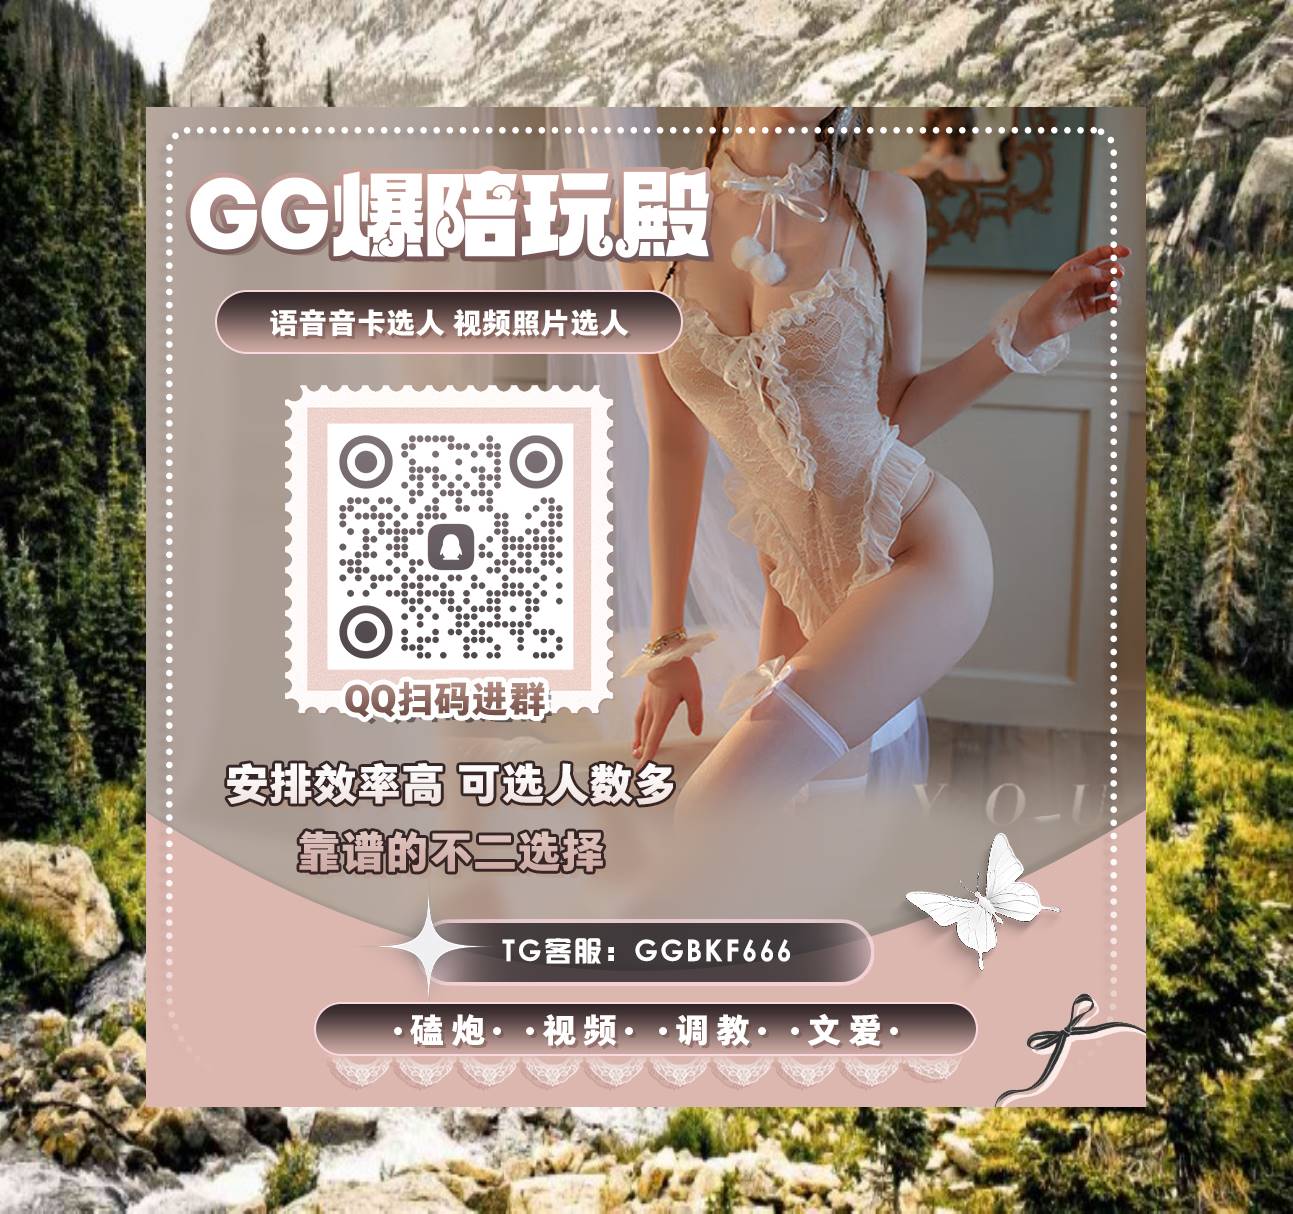 GG爆陪玩殿
语音音卡选人 视频照片选人
QQ扫码进群
安排效率高 可选人数多
靠谱的不二选择
Y-O-U
TG客服：GGBKF666
·磕炮· ·视频· ·调教· ·文爱·